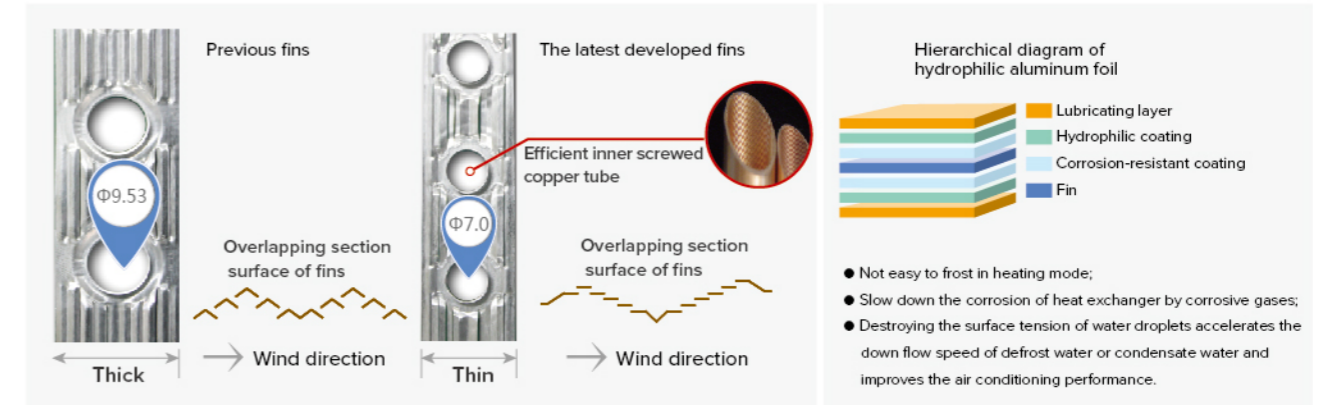 Previous fins
Φ9.53
Overlapping section
surface of fins
Thick
Wind direction
The latest developed fins
Efficient inner screwed
copper tube
Φ7.0
Overlapping section
surface of fins
Thin
Wind direction
Hierarchical diagram of
hydrophilic aluminum foil
Lubricating layer
Hydrophilic coating
Corrosion-resistant coating
Fin
● Not easy to frost in heating mode;
● Slow down the corrosion of heat exchanger by corrosive gases;
● Destroying the surface tension of water droplets accelerates the
down flow speed of defrost water or condensate water and
improves the air conditioning performance.